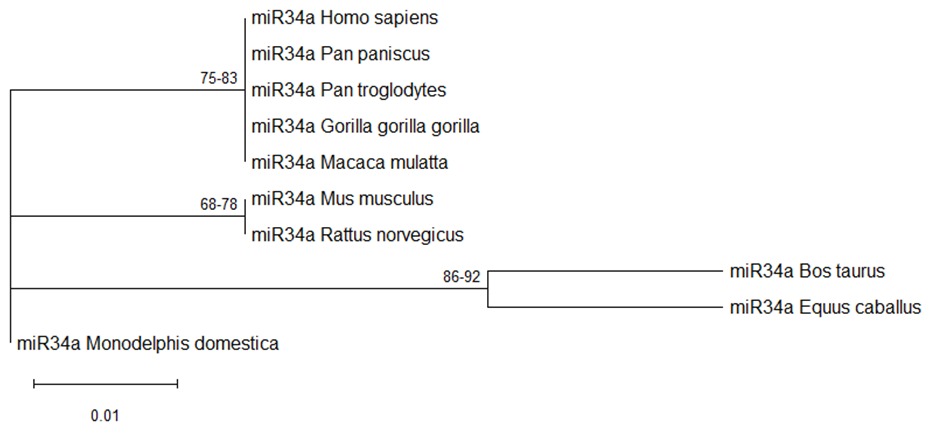 miR34a Homo sapiens
miR34a Pan paniscus
75-83
miR34a Pan troglodytes
miR34a Gorilla gorilla gorilla
miR34a Macaca mulatta
miR34a Mus musculus
68-78
miR34a Rattus norvegicus
86-92
miR34a Bos taurus
miR34a Equus caballus
miR34a Monodelphis domestica
0.01